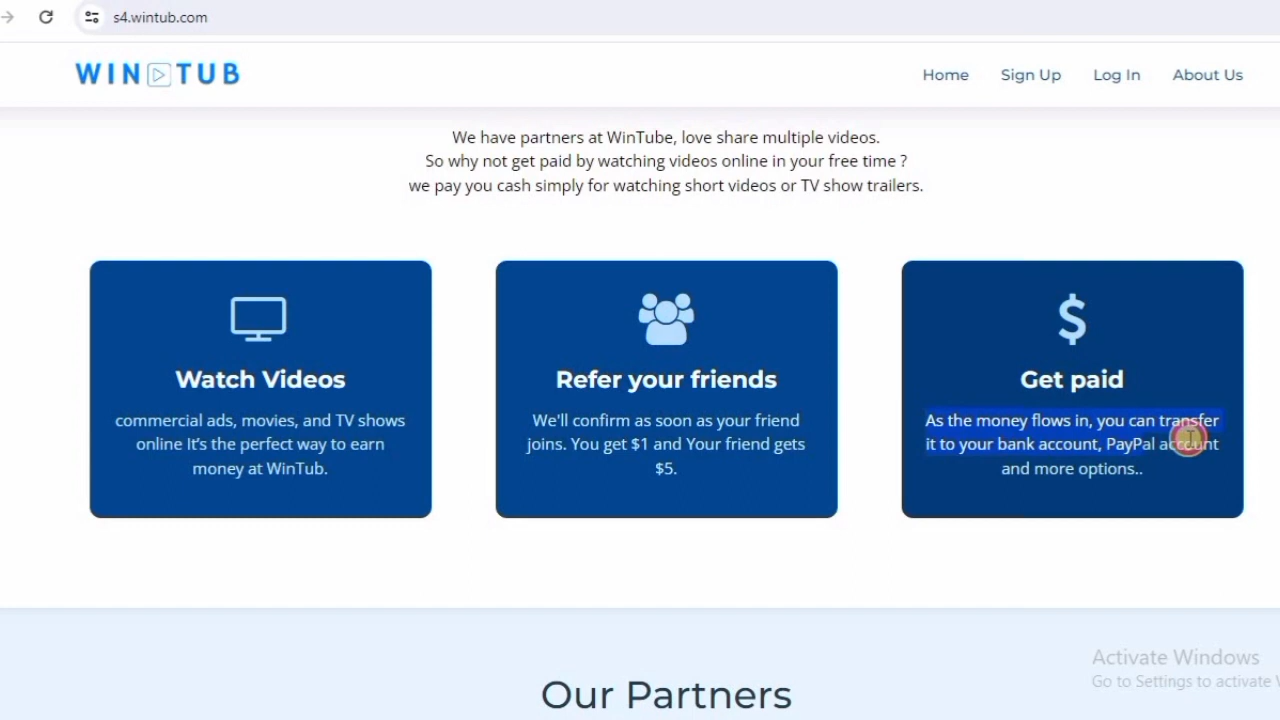 s4.wintub.com
WIN TUB
Home Sign Up Log In About Us
We have partners at WinTube, love share multiple videos.
So why not get paid by watching videos online in your free time ?
we pay you cash simply for watching short videos or TV show trailers.
Watch Videos
commercial ads, movies, and TV shows
online It's the perfect way to earn
money at WinTub.
Refer your friends
We'll confirm as soon as your friend
joins. You get $1 and Your friend gets
$5.
Get paid
As the money flows in, you can transfer
it to your bank account, PayPal account
and more options..
Our Partners
Activate Windows
Go to Settings to activate